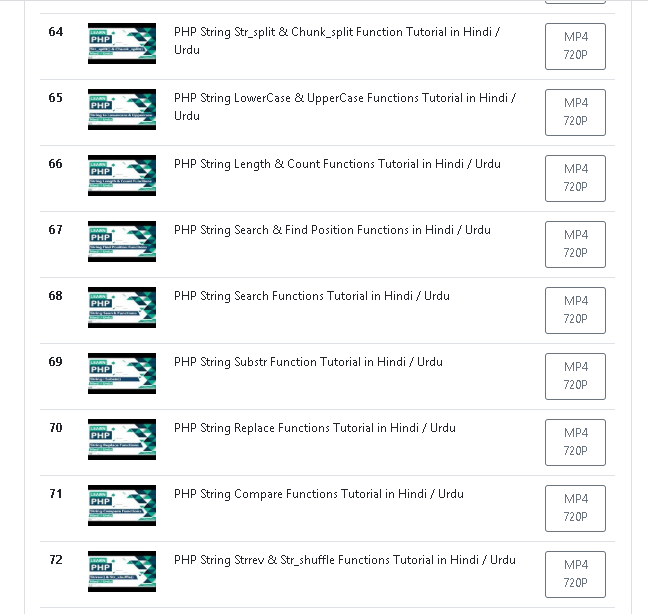 64
PHP String Str_split & Chunk_split Function Tutorial in Hindi /
Urdu
MP4
720P
65
PHP String LowerCase & UpperCase Functions Tutorial in Hindi /
Urdu
MP4
720P
66
PHP String Length & Count Functions Tutorial in Hindi / Urdu
MP4
720P
67
PHP String Search & Find Position Functions in Hindi / Urdu
MP4
720P
68
PHP String Search Functions Tutorial in Hindi / Urdu
MP4
720P
69
PHP String Substr Function Tutorial in Hindi / Urdu
MP4
720P
70
PHP String Replace Functions Tutorial in Hindi / Urdu
MP4
720P
71
PHP String Compare Functions Tutorial in Hindi / Urdu
MP4
720P
72
PHP String Strrev & Str_shuffle Functions Tutorial in Hindi / Urdu
MP4
720P